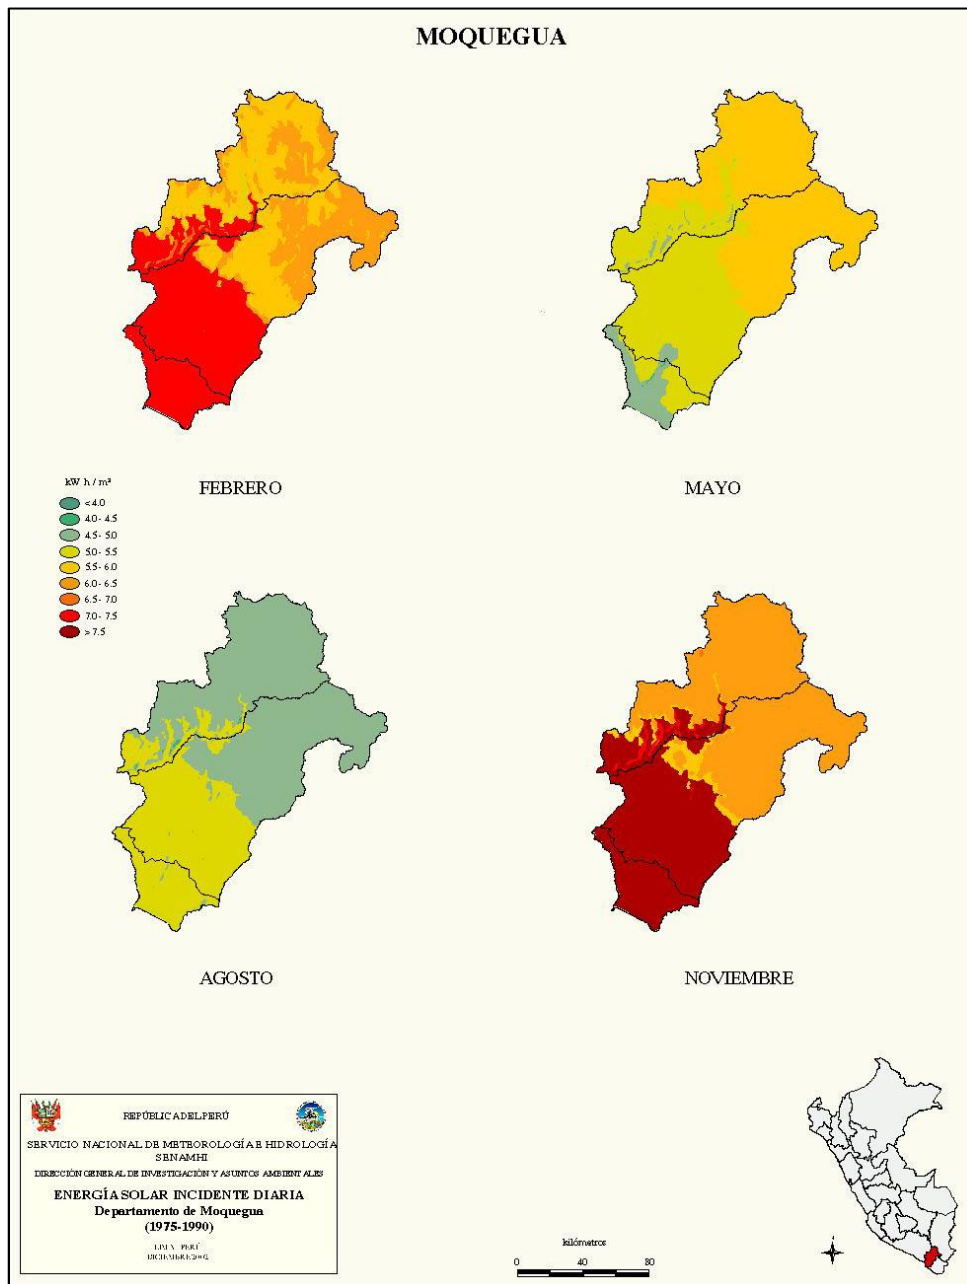 MOQUEGUA
FEBRERO
MAYO
kW h / m²
< 4.0
4.0 - 4.5
4.5 - 5.0
5.0 - 5.5
5.5 - 6.0
6.0 - 6.5
6.5 - 7.0
7.0 - 7.5
> 7.5
AGOSTO
NOVIEMBRE
REPÚBLICA DEL PERÚ
SERVICIO NACIONAL DE METEOROLOGÍA E HIDROLOGÍA
SENAMHI
DIRECCIÓN GENERAL DE INVESTIGACIÓN Y ASUNTOS AMBIENTALES
ENERGÍA SOLAR INCIDENTE DIARIA
Departamento de Moquegua
(1975-1990)
LIMA - PERÚ
DICIEMBRE
kilómetros
0 40 80